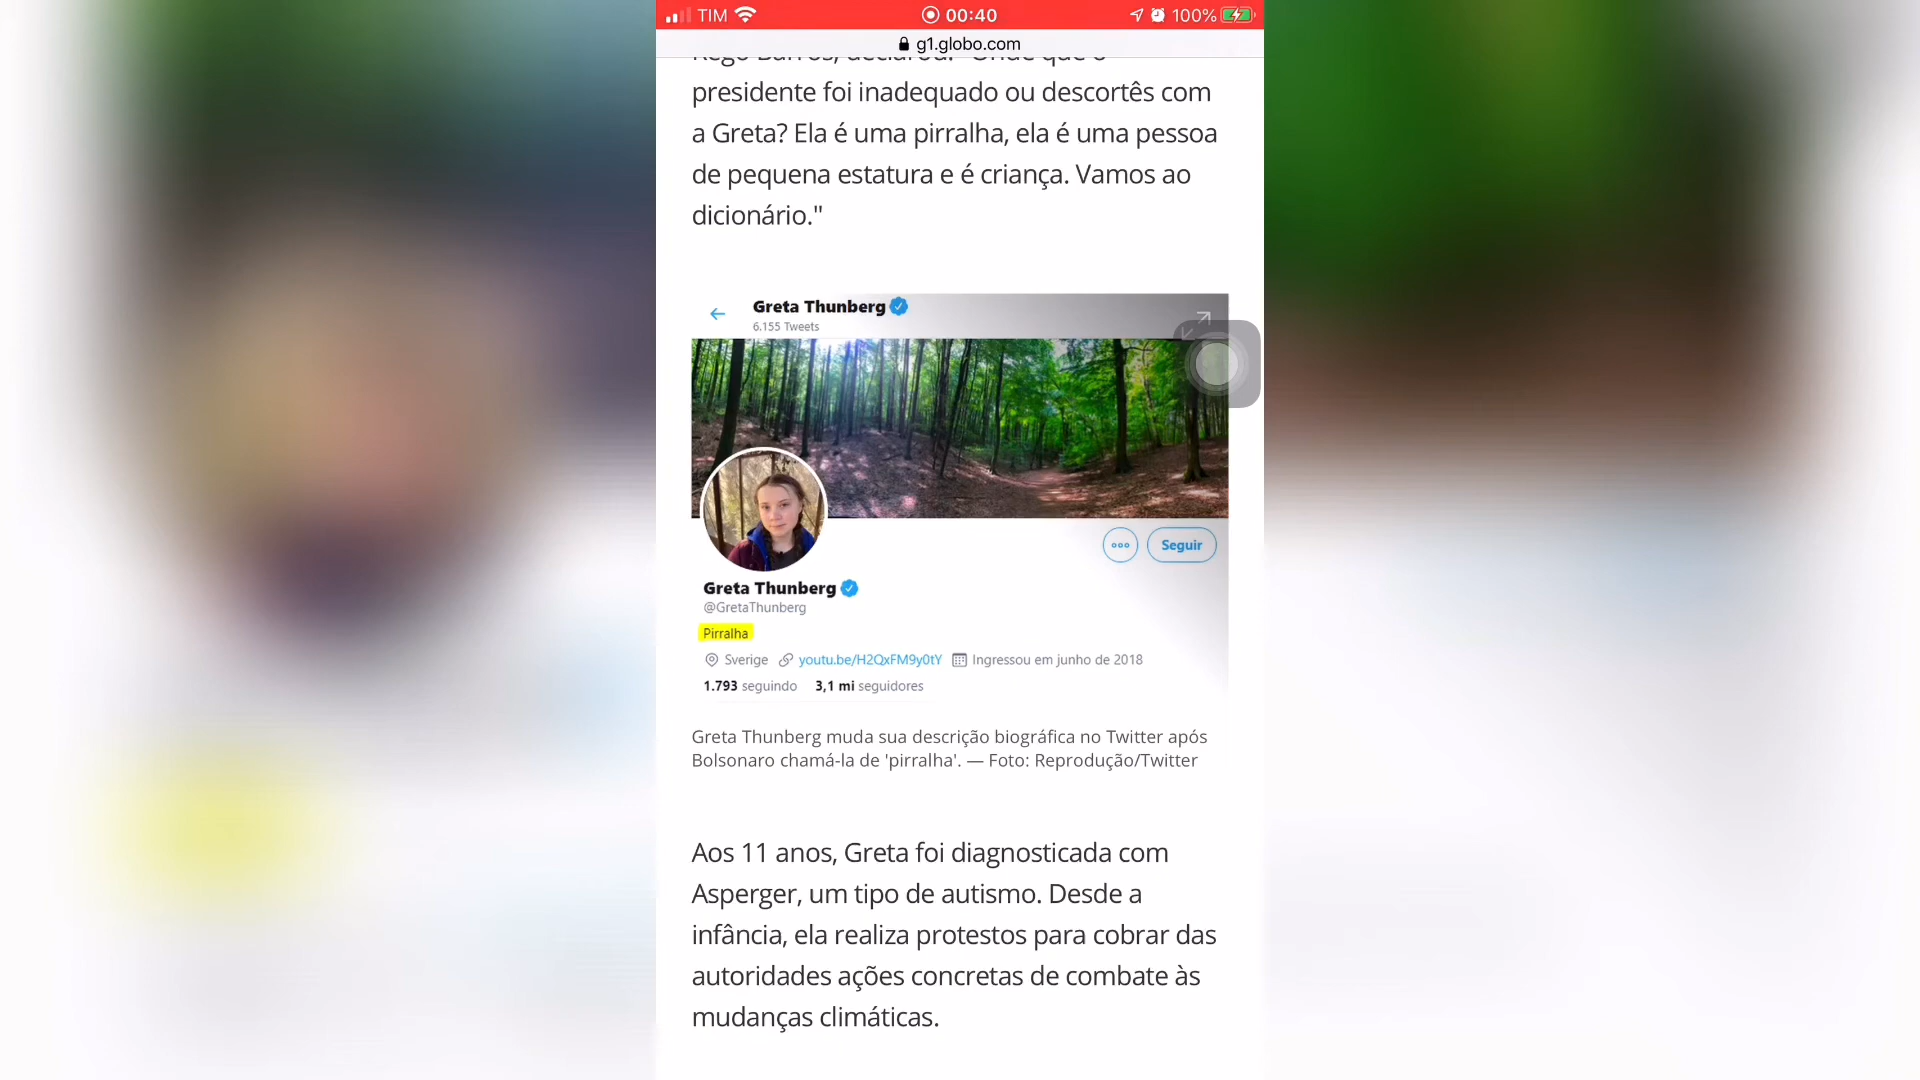 TIM 00:40 100%
g1.globo.com
Rêgo Barros, declarou: "Onde que o
presidente foi inadequado ou descortês com
a Greta? Ela é uma pirralha, ela é uma pessoa
de pequena estatura e é criança. Vamos ao
dicionário."
Greta Thunberg
6.155 Tweets
Seguir
Greta Thunberg
@GretaThunberg
Pirralha
Sverige youtu.be/H2QxFM9y0tY Ingressou em junho de 2018
1.793 seguindo 3,1 mi seguidores
Greta Thunberg muda sua descrição biográfica no Twitter após
Bolsonaro chamá-la de 'pirralha'. — Foto: Reprodução/Twitter
Aos 11 anos, Greta foi diagnosticada com
Asperger, um tipo de autismo. Desde a
infância, ela realiza protestos para cobrar das
autoridades ações concretas de combate às
mudanças climáticas.